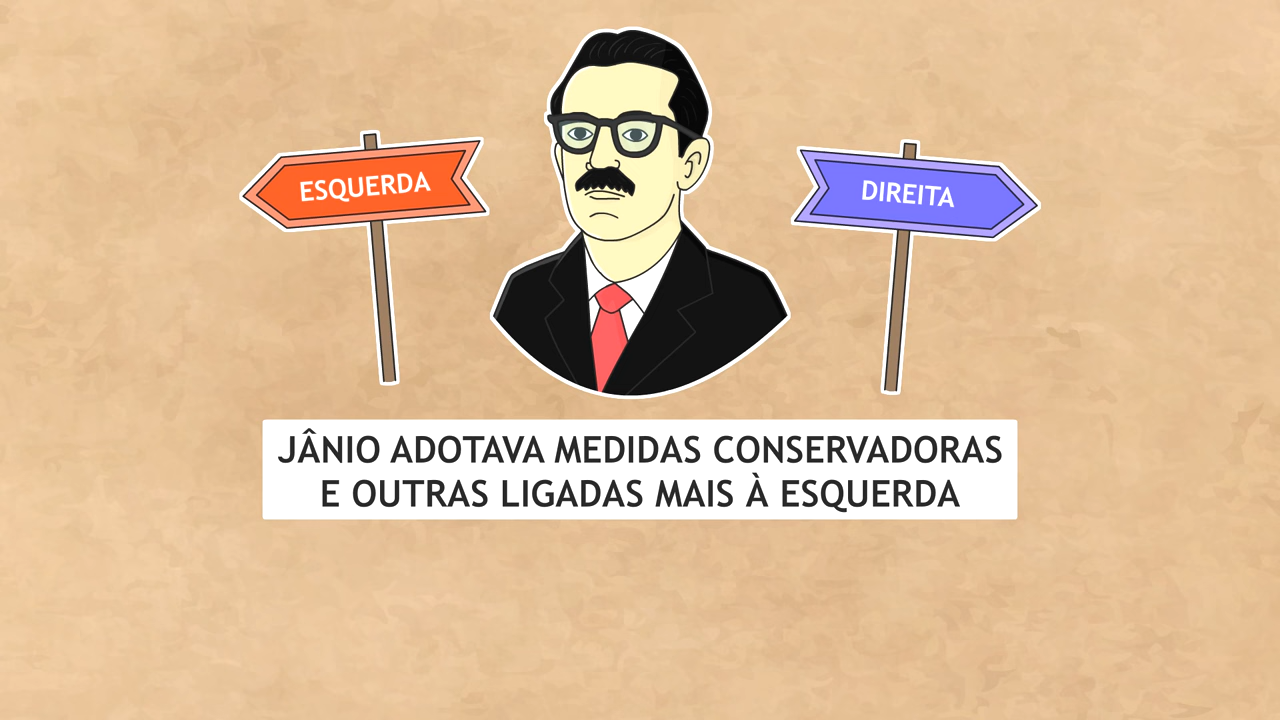 ESQUERDA
DIREITA
JÂNIO ADOTAVA MEDIDAS CONSERVADORAS
E OUTRAS LIGADAS MAIS À ESQUERDA